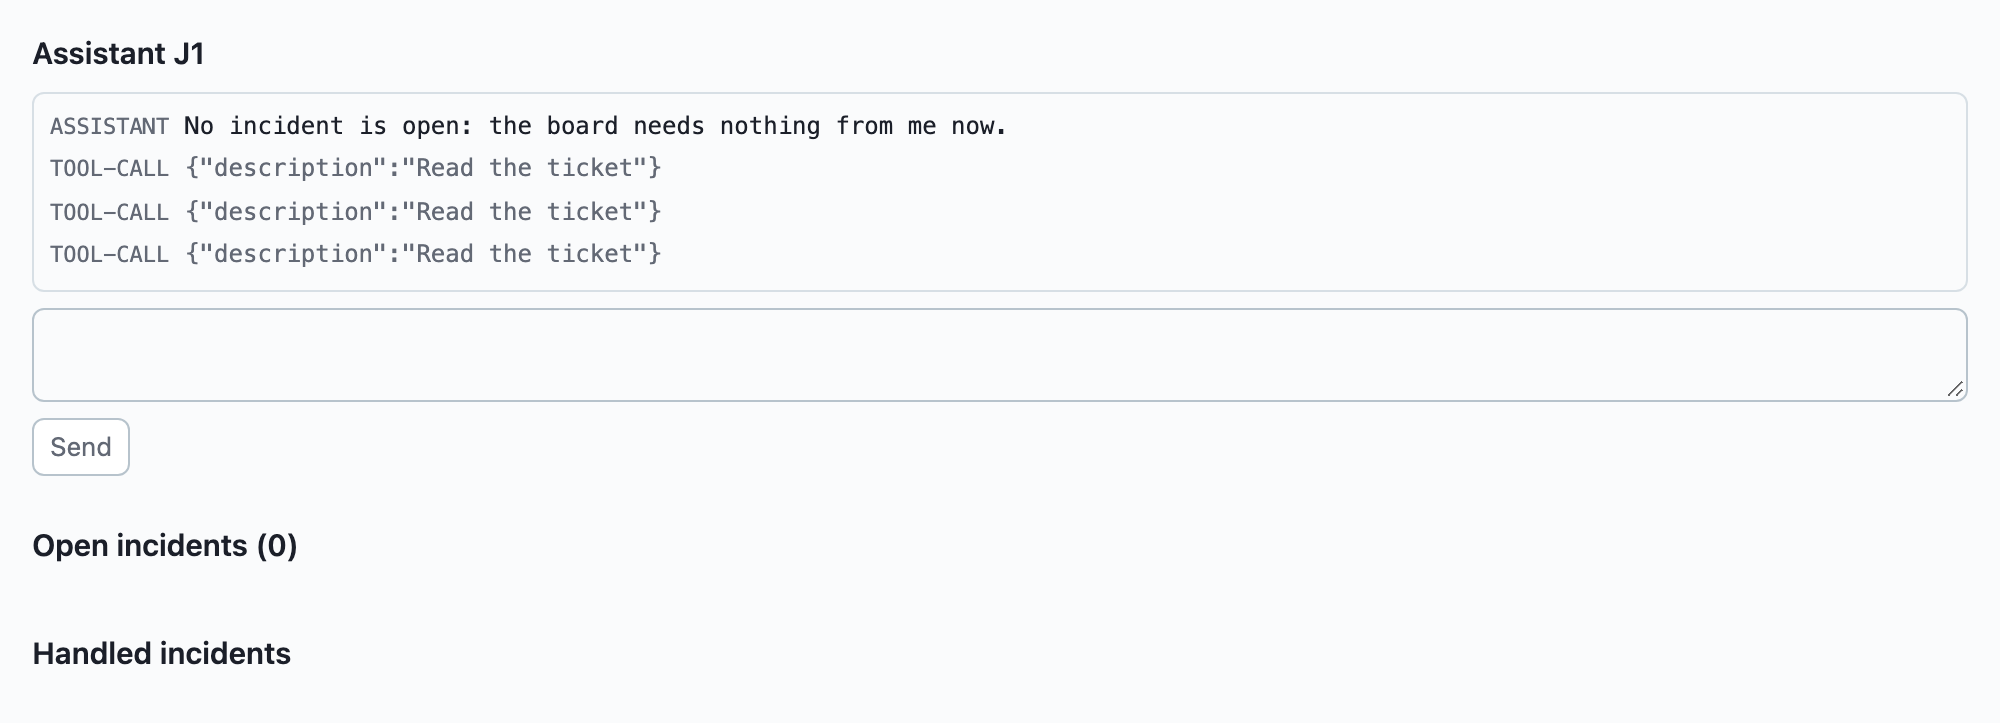 Assistant J1
ASSISTANT No incident is open: the board needs nothing from me now.
TOOL-CALL {"description":"Read the ticket"}
TOOL-CALL {"description":"Read the ticket"}
TOOL-CALL {"description":"Read the ticket"}
Send
Open incidents (0)
Handled incidents